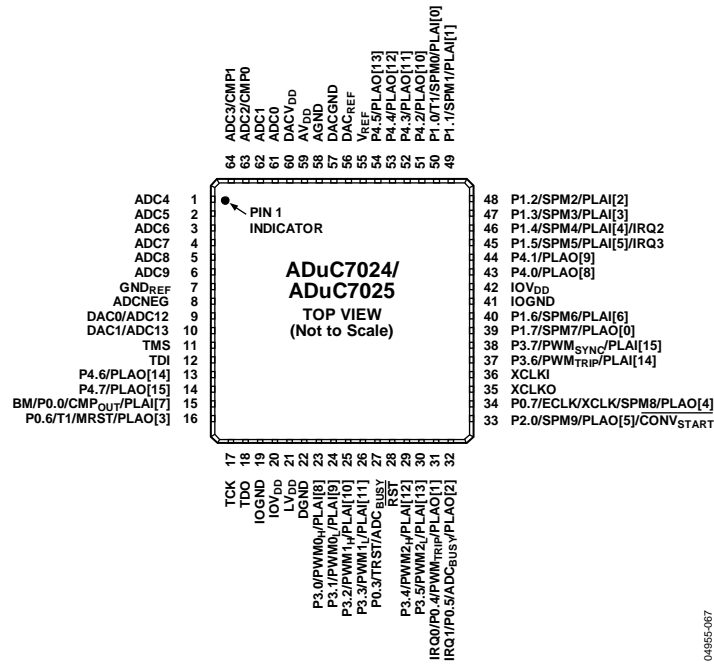 64 ADC3/CMP1
63 ADC2/CMP0
62 ADC1
61 ADC0
60 DACVDD
59 AVDD
58 AGND
57 DACGND
56 DACREF
55 VREF
54 P4.5/PLAO[13]
53 P4.4/PLAO[12]
52 P4.3/PLAO[11]
51 P4.2/PLAO[10]
50 P1.0/T1/SPM0/PLAI[0]
49 P1.1/SPM1/PLAI[1]
ADC4 1
ADC5 2
ADC6 3
ADC7 4
ADC8 5
ADC9 6
GNDREF 7
ADCNEG 8
DAC0/ADC12 9
DAC1/ADC13 10
TMS 11
TDI 12
P4.6/PLAO[14] 13
P4.7/PLAO[15] 14
BM/P0.0/CMPOUT/PLAI[7] 15
P0.6/T1/MRST/PLAO[3] 16
PIN 1
INDICATOR
ADuC7024/
ADuC7025
TOP VIEW
(Not to Scale)
48 P1.2/SPM2/PLAI[2]
47 P1.3/SPM3/PLAI[3]
46 P1.4/SPM4/PLAI[4]/IRQ2
45 P1.5/SPM5/PLAI[5]/IRQ3
44 P4.1/PLAO[9]
43 P4.0/PLAO[8]
42 IOVDD
41 IOGND
40 P1.6/SPM6/PLAI[6]
39 P1.7/SPM7/PLAO[0]
38 P3.7/PWMSYNC/PLAI[15]
37 P3.6/PWMTRIP/PLAI[14]
36 XCLKI
35 XCLKO
34 P0.7/ECLK/XCLK/SPM8/PLAO[4]
33 P2.0/SPM9/PLAO[5]/CONVSTART
TCK 17
TDO 18
IOGND 19
IOVDD 20
LVDD 21
DGND 22
P3.0/PWM0H/PLAI[8] 23
P3.1/PWM0L/PLAI[9] 24
P3.2/PWM1H/PLAI[10] 25
P3.3/PWM1L/PLAI[11] 26
P0.3/TRST/ADCBUSY 27
RST 28
P3.4/PWM2H/PLAI[12] 29
P3.5/PWM2L/PLAI[13] 30
IRQ0/P0.4/PWMTRIP/PLAO[1] 31
IRQ1/P0.5/ADCBUSY/PLAO[2] 32
04955-067